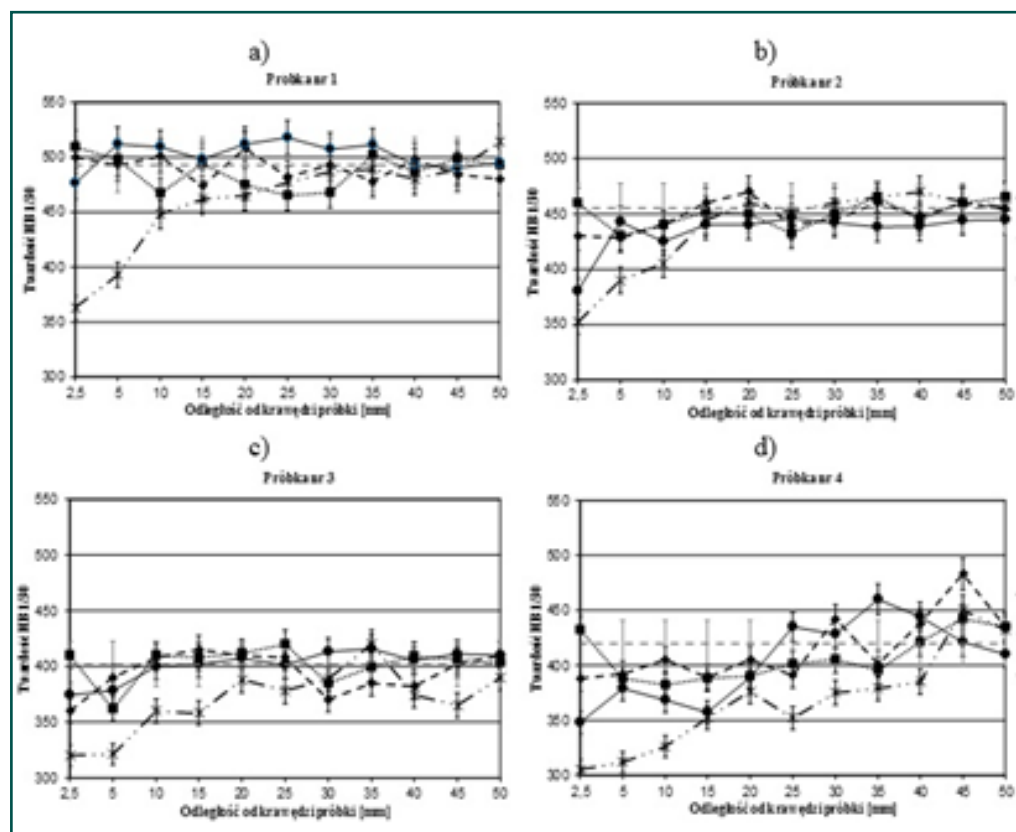 a)
Probka nr 1
550
500
450
400
350
300
Twardość HB 1/30
2,5 5 10 15 20 25 30 35 40 45 50
Odległość od krawędzi próbki [mm]
b)
Próbka nr 2
550
500
450
400
350
300
Twardość HB 1/30
2,5 5 10 15 20 25 30 35 40 45 50
Odległość od krawędzi próbki [mm]
c)
Próbka nr 3
550
500
450
400
350
300
Twardość HB 1/30
2,5 5 10 15 20 25 30 35 40 45 50
Odległość od krawędzi próbki [mm]
d)
Próbka nr 4
550
500
450
400
350
300
Twardość HB 1/30
2,5 5 10 15 20 25 30 35 40 45 50
Odległość od krawędzi próbki [mm]